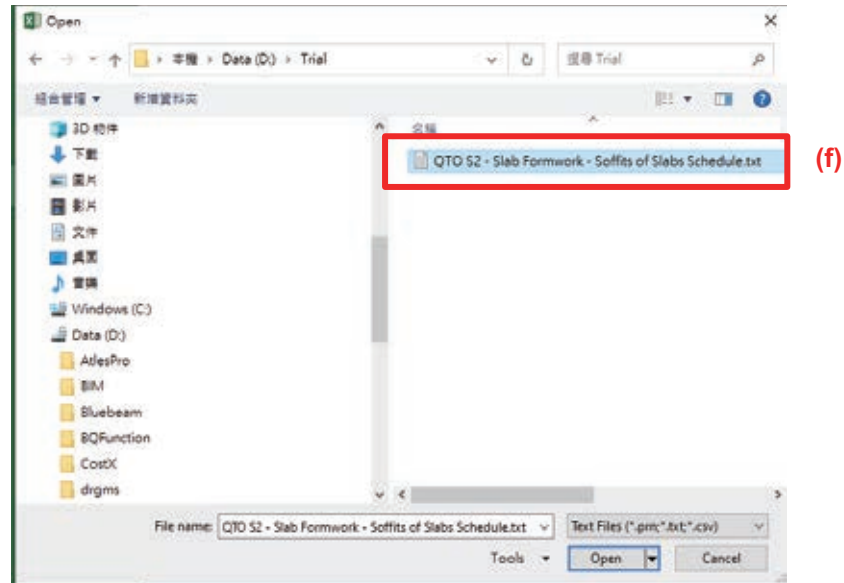 Open
本機 › Data (D:) › Trial
搜尋 Trial
組合管理 ▾ 新增資料夾
3D 物件
下載
圖片
影片
文件
桌面
音樂
Windows (C:)
Data (D:)
AtlesPro
BIM
Bluebeam
BQFunction
CostX
drgms
名稱
QTO S2 - Slab Formwork - Soffits of Slabs Schedule.txt
(f)
File name: QTO S2 - Slab Formwork - Soffits of Slabs Schedule.txt
Text Files (*.prn;*.txt;*.csv)
Tools Open Cancel